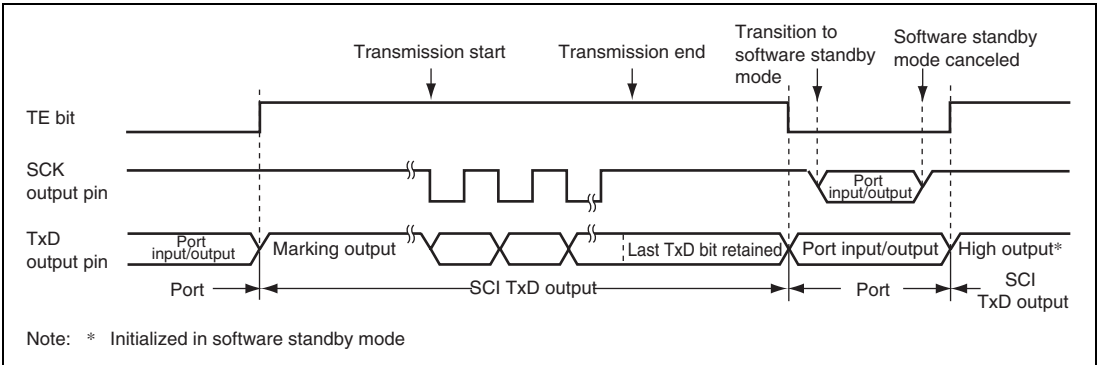 Transmission start
Transmission end
Transition to
software standby
mode
Software standby
mode canceled
TE bit
SCK
output pin
Port
input/output
TxD
output pin
Port
input/output
Marking output
Last TxD bit retained
Port input/output
High output*
Port
SCI TxD output
Port
SCI
TxD output
Note: * Initialized in software standby mode